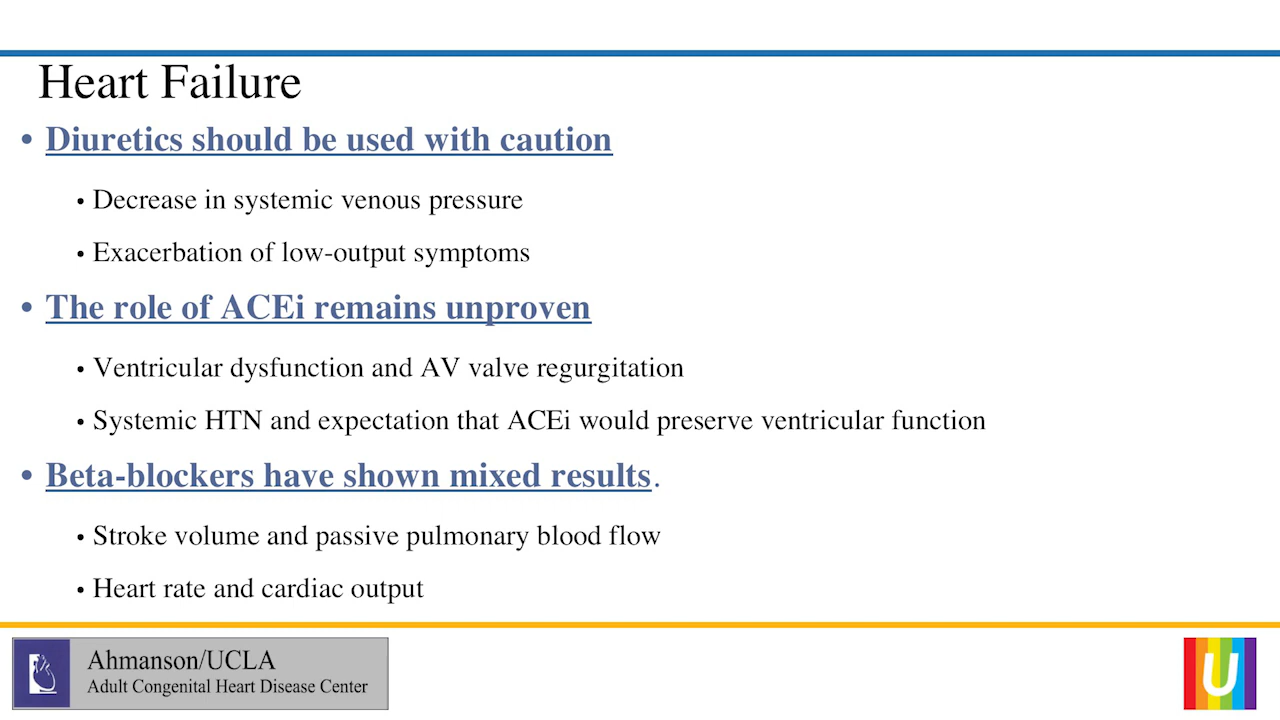 Heart Failure
• Diuretics should be used with caution
• Decrease in systemic venous pressure
• Exacerbation of low-output symptoms
• The role of ACEi remains unproven
• Ventricular dysfunction and AV valve regurgitation
• Systemic HTN and expectation that ACEi would preserve ventricular function
• Beta-blockers have shown mixed results.
• Stroke volume and passive pulmonary blood flow
• Heart rate and cardiac output
Ahmanson/UCLA
Adult Congenital Heart Disease Center
U